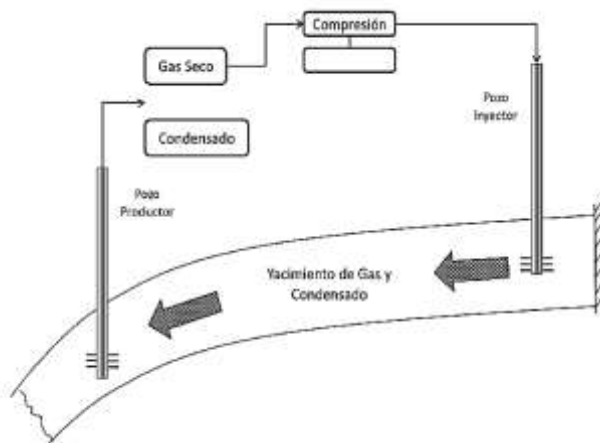 Compresión
Gas Seco
Condensado
Pozo
Inyector
Pozo
Productor
Yacimiento de Gas y
Condensado